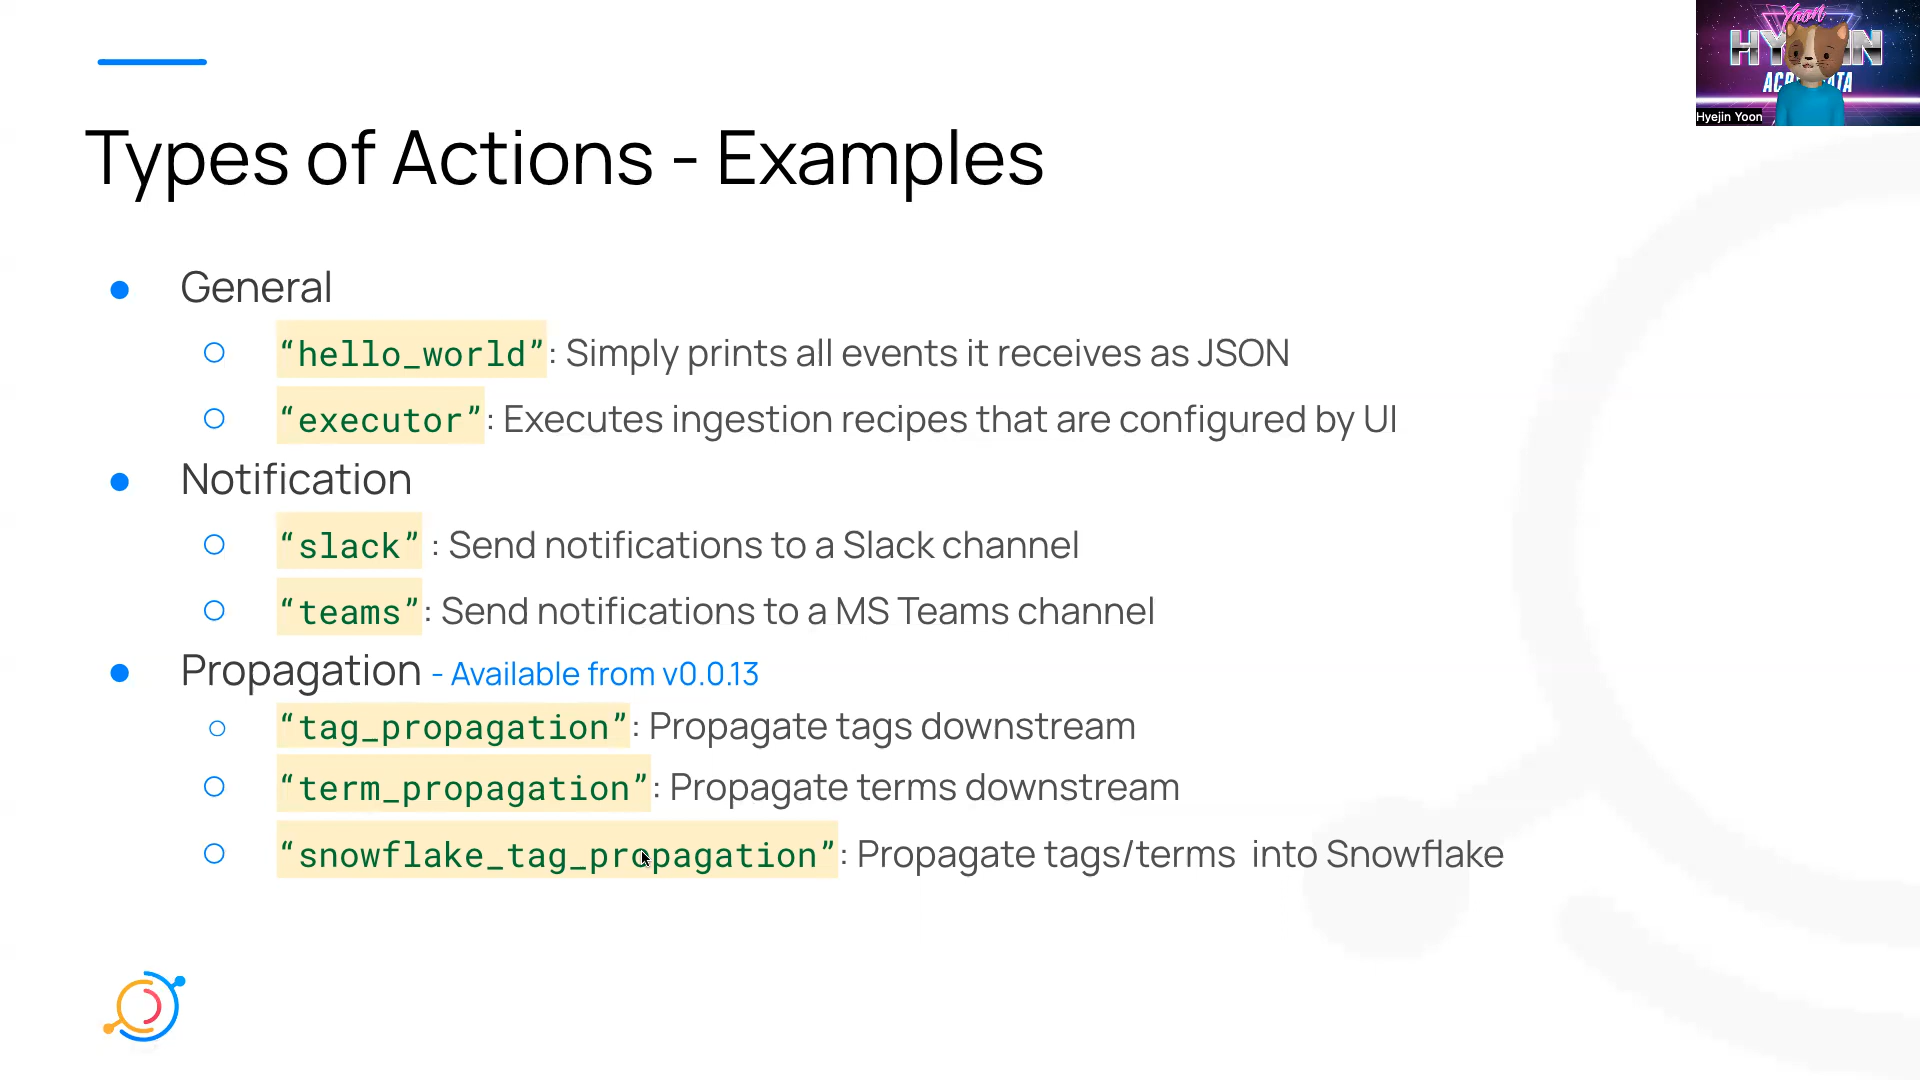 Types of Actions - Examples
General
“hello_world”: Simply prints all events it receives as JSON
“executor”: Executes ingestion recipes that are configured by UI
Notification
“slack” : Send notifications to a Slack channel
“teams”: Send notifications to a MS Teams channel
Propagation - Available from v0.0.13
“tag_propagation”: Propagate tags downstream
“term_propagation”: Propagate terms downstream
“snowflake_tag_propagation”: Propagate tags/terms  into Snowflake
Yoon
Hyejin Yoon